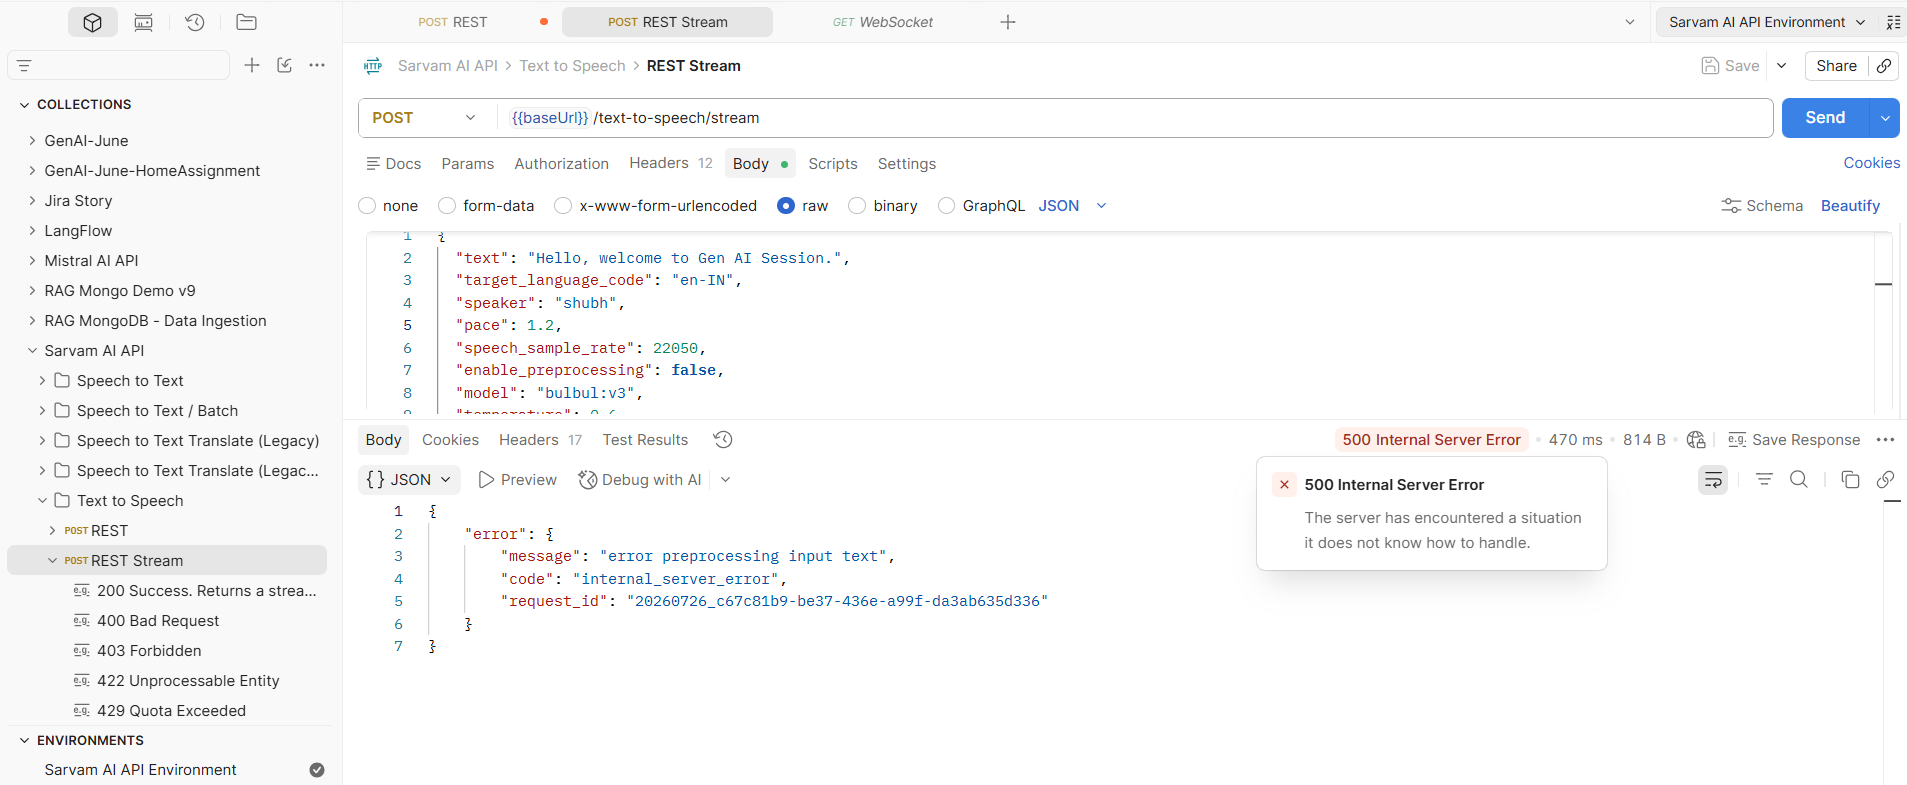 POST REST
POST REST Stream
GET WebSocket
Sarvam AI API Environment
COLLECTIONS
GenAI-June
GenAI-June-HomeAssignment
Jira Story
LangFlow
Mistral AI API
RAG Mongo Demo v9
RAG MongoDB - Data Ingestion
Sarvam AI API
Speech to Text
Speech to Text / Batch
Speech to Text Translate (Legacy)
Speech to Text Translate (Legac...
Text to Speech
POST REST
POST REST Stream
e.g. 200 Success. Returns a strea...
e.g. 400 Bad Request
e.g. 403 Forbidden
e.g. 422 Unprocessable Entity
e.g. 429 Quota Exceeded
ENVIRONMENTS
Sarvam AI API Environment
HTTP Sarvam AI API > Text to Speech > REST Stream
Save
Share
POST {{baseUrl}} /text-to-speech/stream
Send
Docs Params Authorization Headers 12 Body Scripts Settings
Cookies
none form-data x-www-form-urlencoded raw binary GraphQL JSON
Schema Beautify
1 {
2 "text": "Hello, welcome to Gen AI Session.",
3 "target_language_code": "en-IN",
4 "speaker": "shubh",
5 "pace": 1.2,
6 "speech_sample_rate": 22050,
7 "enable_preprocessing": false,
8 "model": "bulbul:v3",
9 "temperature": 0.6
Body Cookies Headers 17 Test Results
500 Internal Server Error • 470 ms • 814 B • e.g. Save Response
{} JSON Preview Debug with AI
500 Internal Server Error
The server has encountered a situation
it does not know how to handle.
1 {
2 "error": {
3 "message": "error preprocessing input text",
4 "code": "internal_server_error",
5 "request_id": "20260726_c67c81b9-be37-436e-a99f-da3ab635d336"
6 }
7 }